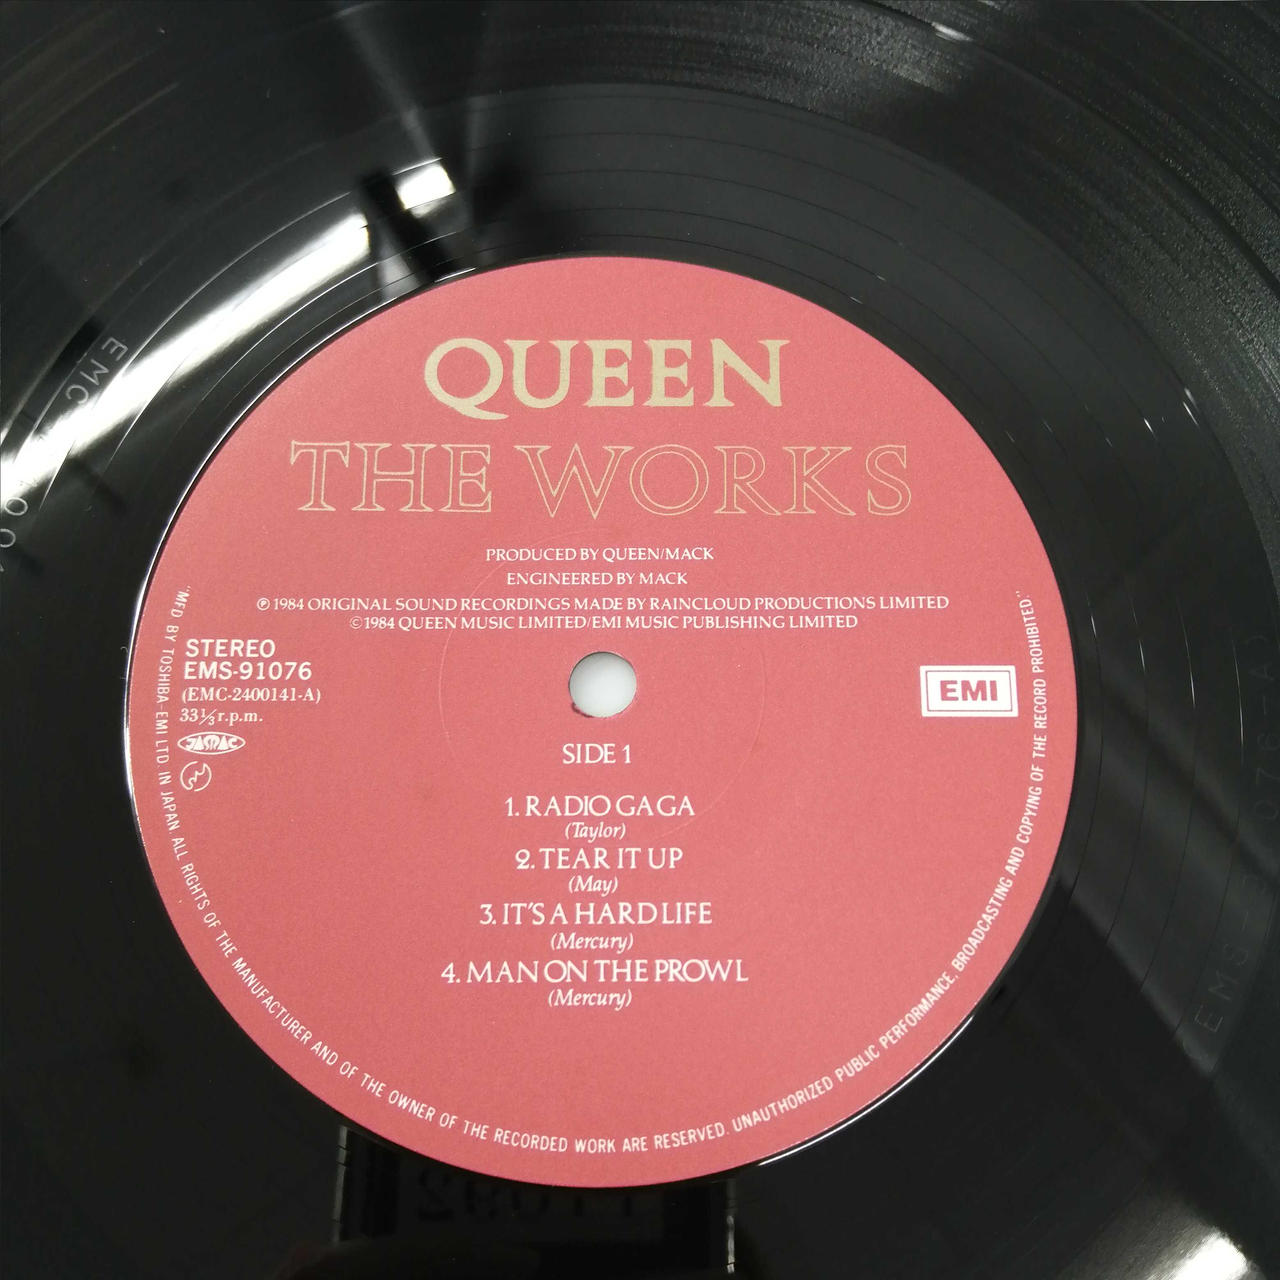 QUEEN
THE WORKS
PRODUCED BY QUEEN/MACK
ENGINEERED BY MACK
℗ 1984 ORIGINAL SOUND RECORDINGS MADE BY RAINCLOUD PRODUCTIONS LIMITED
©1984 QUEEN MUSIC LIMITED/EMI MUSIC PUBLISHING LIMITED
STEREO
EMS-91076
(EMC-2400141-A)
33⅓ r.p.m.
JASRAC
EMI
SIDE 1
1. RADIO GA GA
(Taylor)
2. TEAR IT UP
(May)
3. IT'S A HARD LIFE
(Mercury)
4. MAN ON THE PROWL
(Mercury)
"MFD BY TOSHIBA-EMI LTD. IN JAPAN. ALL RIGHTS OF THE MANUFACTURER AND OF THE OWNER OF THE RECORDED WORK ARE RESERVED. UNAUTHORIZED PUBLIC PERFORMANCE, BROADCASTING AND COPYING OF THE RECORD PROHIBITED."